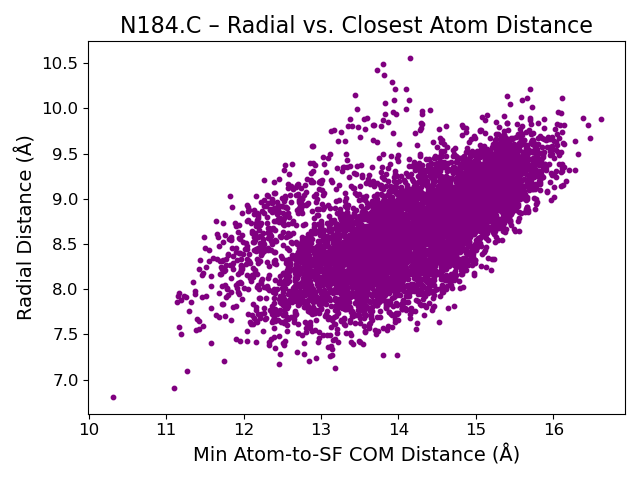 N184.C – Radial vs. Closest Atom Distance
Radial Distance (Å)
10.5
10.0
9.5
9.0
8.5
8.0
7.5
7.0
10 11 12 13 14 15 16
Min Atom-to-SF COM Distance (Å)